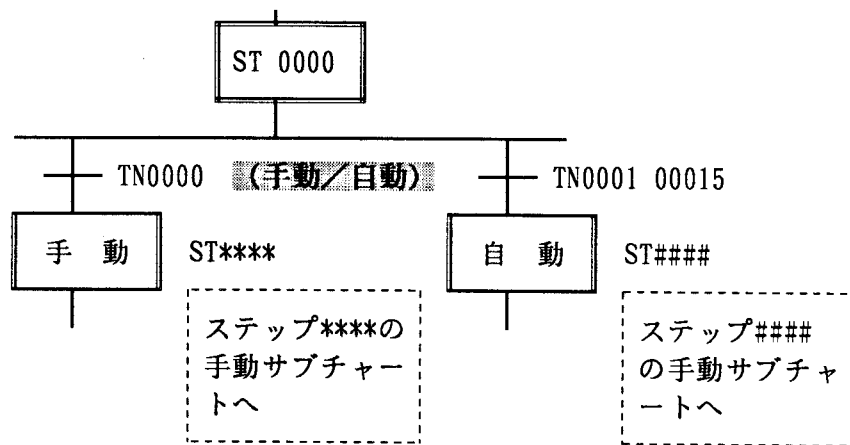 ST 0000
TN0000 (手動／自動) TN0001 00015
手 動 ST**** 自 動 ST####
ステップ****の
手動サブチャー
トへ
ステップ####
の手動サブチャ
ートへ